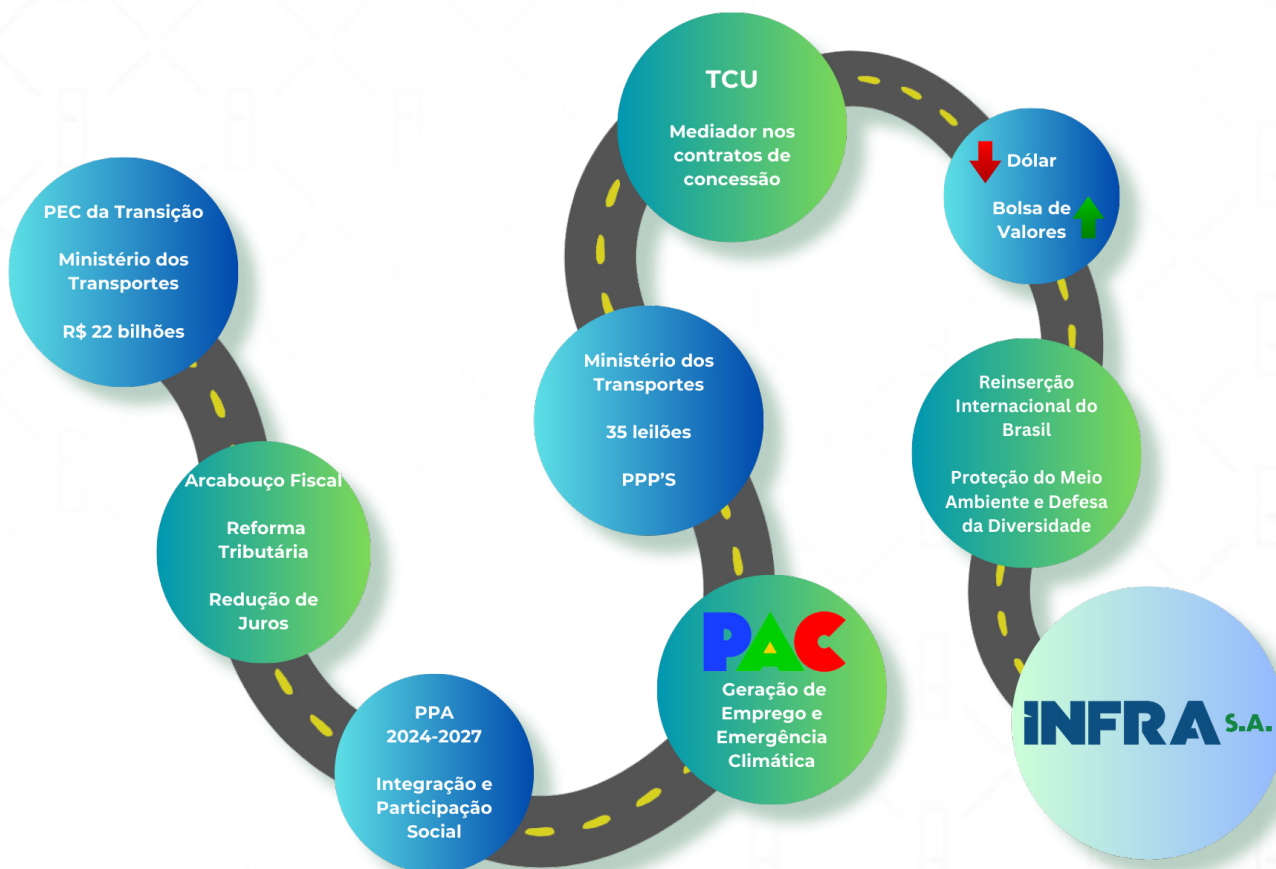 PEC da Transição
Ministério dos
Transportes
R$ 22 bilhões
Arcabouço Fiscal
Reforma
Tributária
Redução de
Juros
PPA
2024-2027
Integração e
Participação
Social
PAC
Geração de
Emprego e
Emergência
Climática
Ministério dos
Transportes
35 leilões
PPP'S
TCU
Mediador nos
contratos de
concessão
Dólar
Bolsa de
Valores
Reinserção
Internacional do
Brasil
Proteção do Meio
Ambiente e Defesa
da Diversidade
INFRA S.A.